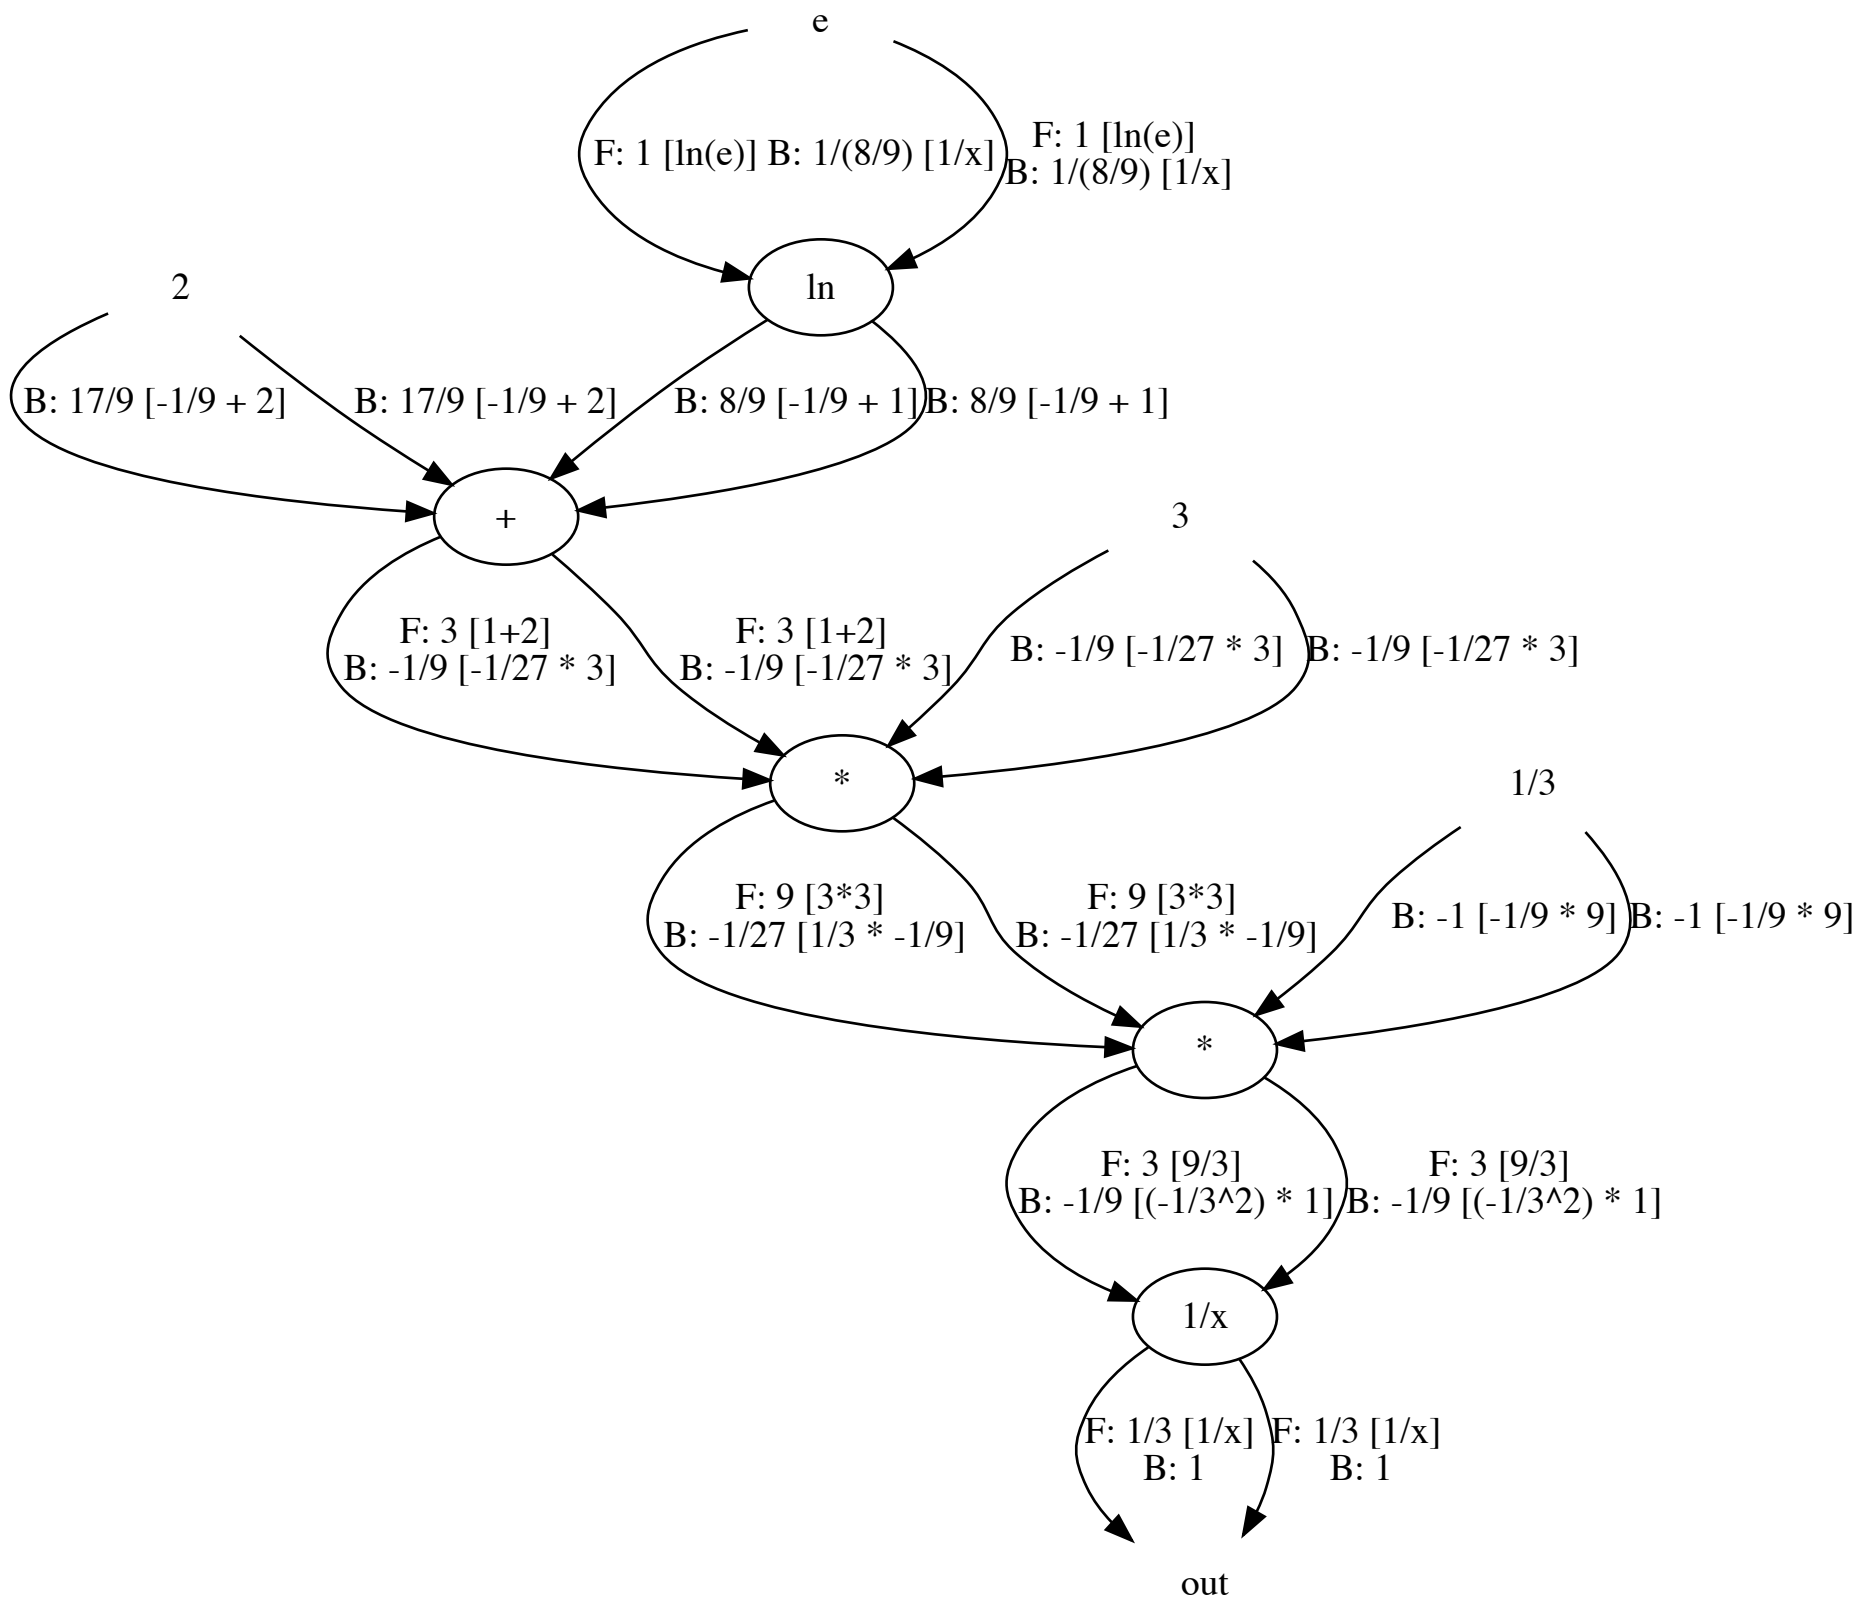 e
F: 1 [ln(e)] B: 1/(8/9) [1/x]
F: 1 [ln(e)]
B: 1/(8/9) [1/x]
2
ln
B: 17/9 [-1/9 + 2]
B: 17/9 [-1/9 + 2]
B: 8/9 [-1/9 + 1]
B: 8/9 [-1/9 + 1]
+
3
F: 3 [1+2]
B: -1/9 [-1/27 * 3]
F: 3 [1+2]
B: -1/9 [-1/27 * 3]
B: -1/9 [-1/27 * 3]
B: -1/9 [-1/27 * 3]
*
1/3
F: 9 [3*3]
B: -1/27 [1/3 * -1/9]
F: 9 [3*3]
B: -1/27 [1/3 * -1/9]
B: -1 [-1/9 * 9]
B: -1 [-1/9 * 9]
*
F: 3 [9/3]
B: -1/9 [(-1/3^2) * 1]
F: 3 [9/3]
B: -1/9 [(-1/3^2) * 1]
1/x
F: 1/3 [1/x]
B: 1
F: 1/3 [1/x]
B: 1
out